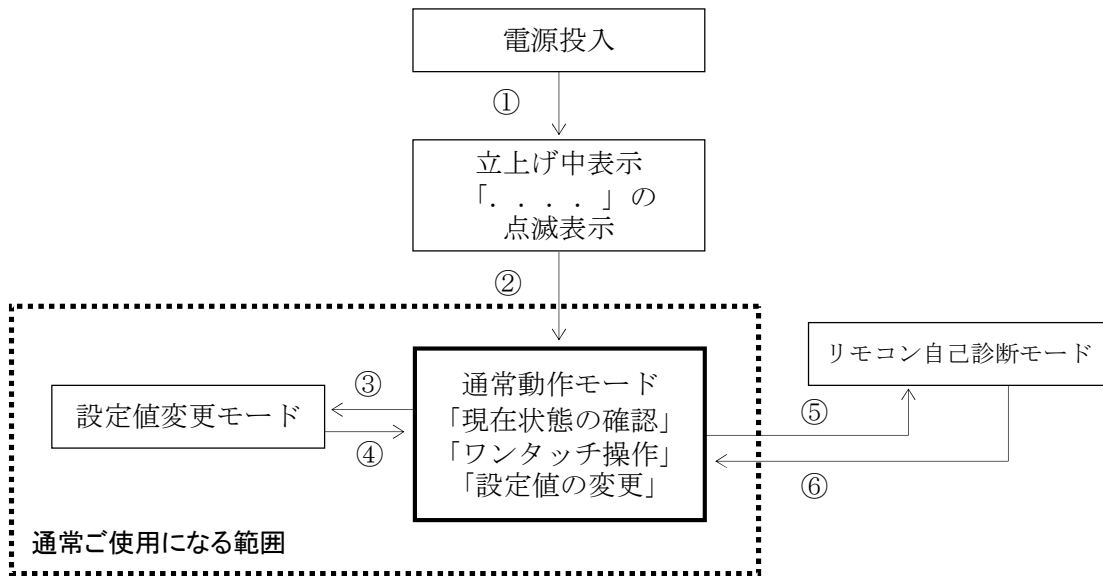 電源投入
①
立上げ中表示
「．．．．」の
点滅表示
②
リモコン自己診断モード
通常動作モード
「現在状態の確認」
「ワンタッチ操作」
「設定値の変更」
③
設定値変更モード
④
⑤
⑥
通常ご使用になる範囲